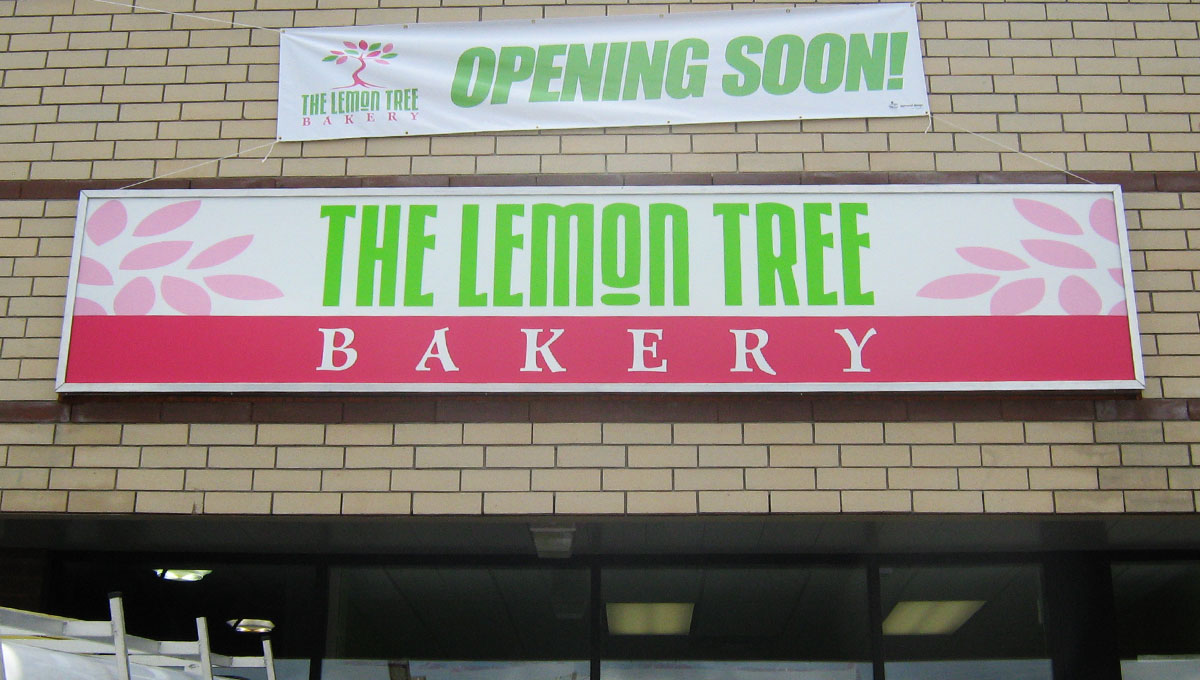 THE LEMON TREE
BAKERY
OPENING SOON!
THE LEMON TREE
BAKERY